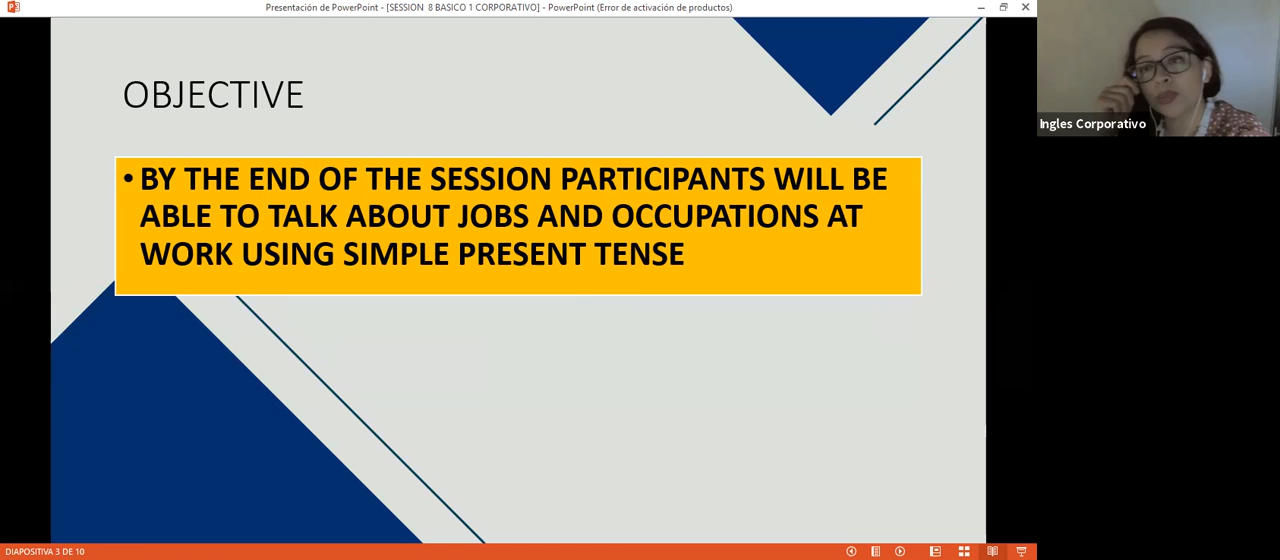 Presentación de PowerPoint - [SESSION  8 BASICO 1 CORPORATIVO] - PowerPoint (Error de activación de productos)
OBJECTIVE
• BY THE END OF THE SESSION PARTICIPANTS WILL BE
ABLE TO TALK ABOUT JOBS AND OCCUPATIONS AT
WORK USING SIMPLE PRESENT TENSE
Ingles Corporativo
DIAPOSITIVA 3 DE 10